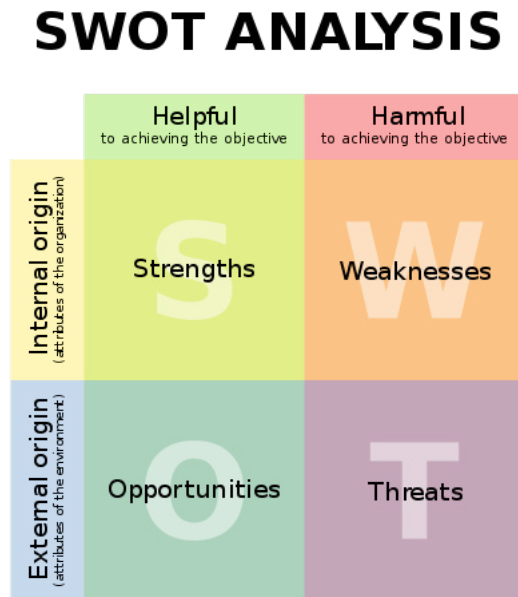 SWOT ANALYSIS
Helpful
to achieving the objective
Harmful
to achieving the objective
Internal origin
(attributes of the organization)
S
Strengths
W
Weaknesses
External origin
(attributes of the environment)
O
Opportunities
T
Threats